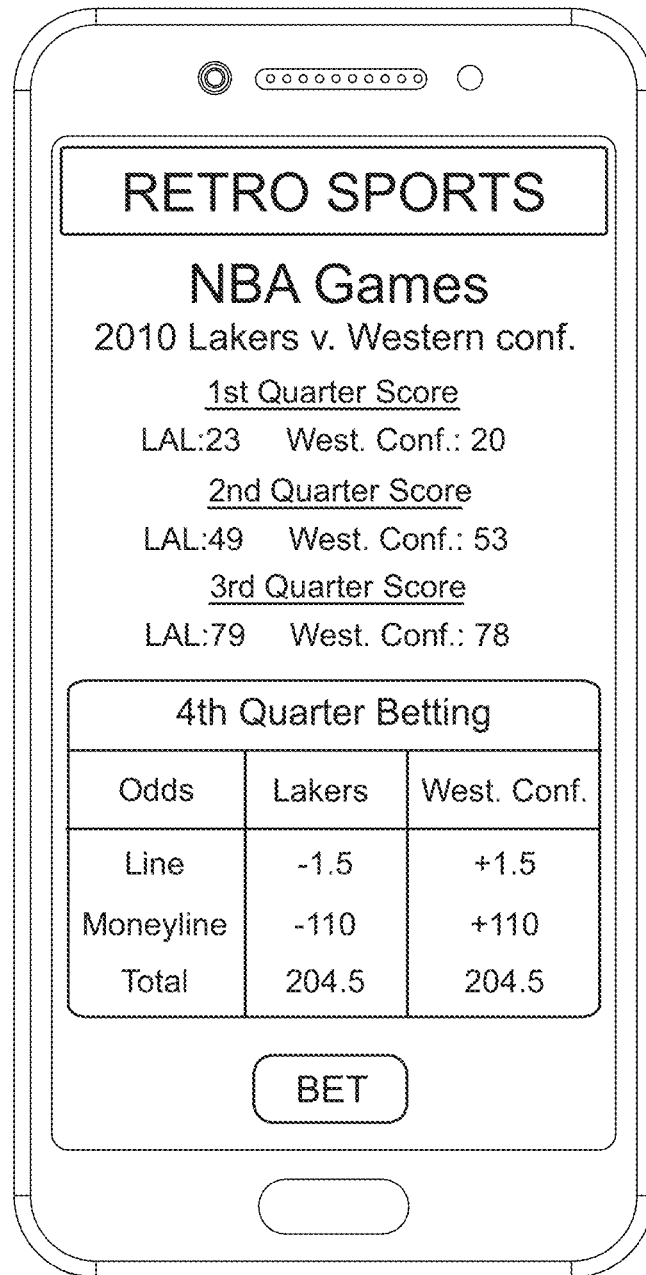 RETRO SPORTS
NBA Games
2010 Lakers v. Western conf.
1st Quarter Score
LAL:23 West. Conf.: 20
2nd Quarter Score
LAL:49 West. Conf.: 53
3rd Quarter Score
LAL:79 West. Conf.: 78
4th Quarter Betting
Odds Lakers West. Conf.
Line -1.5 +1.5
Moneyline -110 +110
Total 204.5 204.5
BET